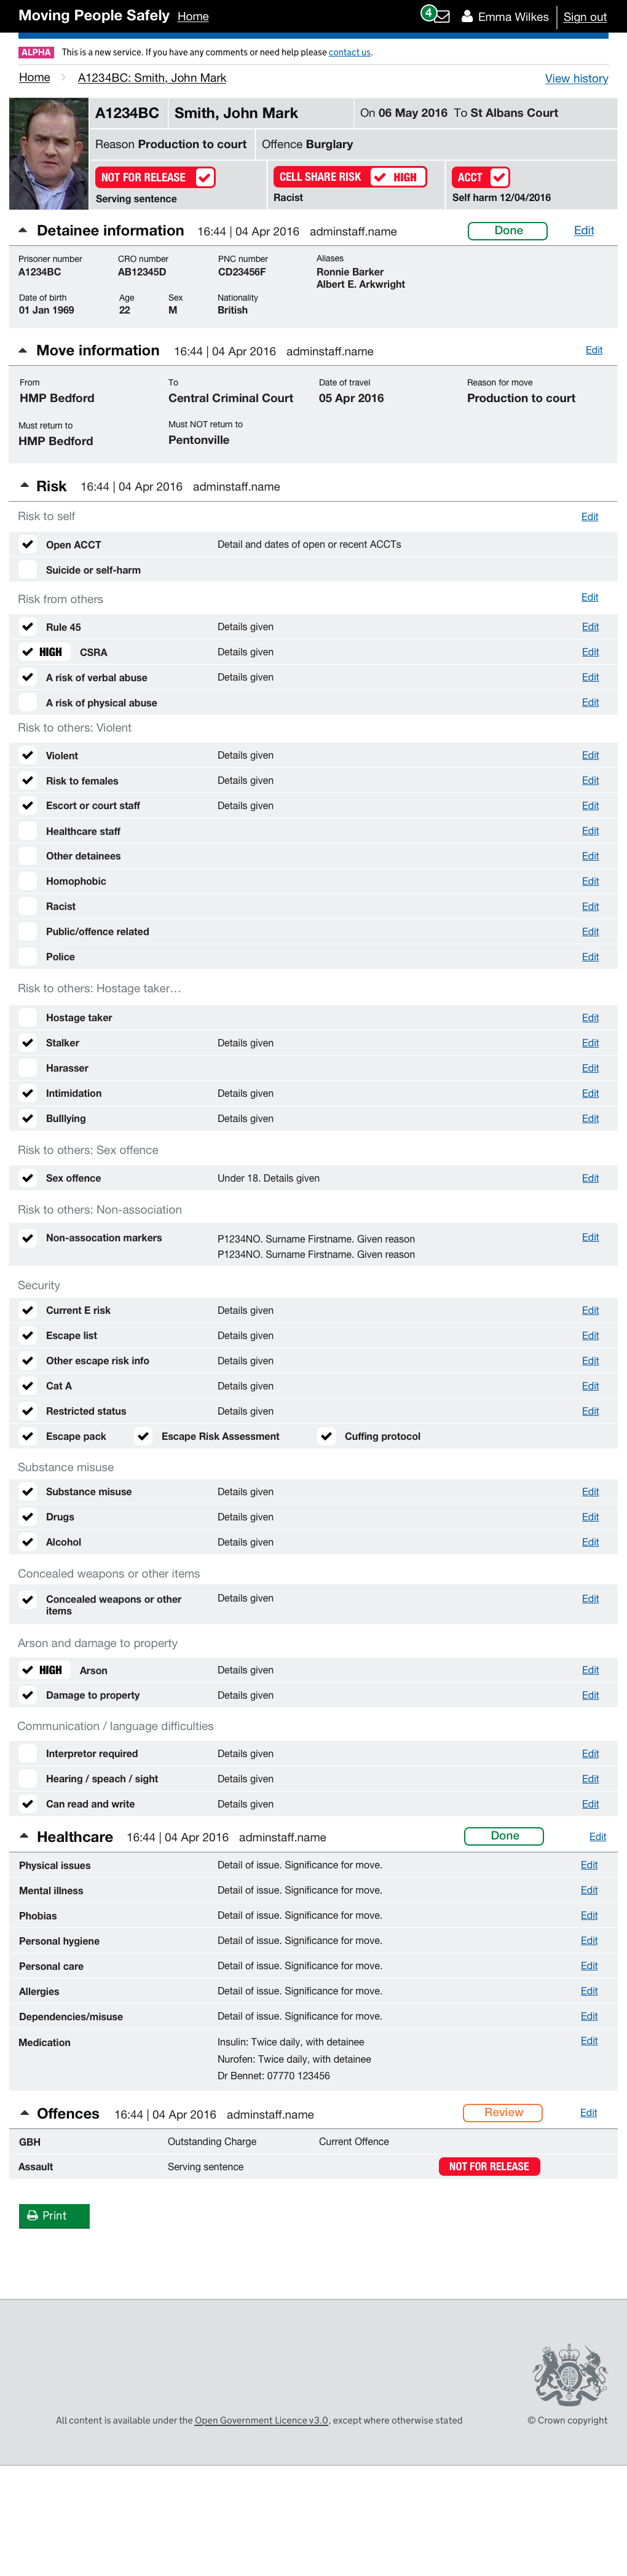 Moving People Safely Home 4 Emma Wilkes Sign out
ALPHA This is a new service. If you have any comments or need help please contact us.
Home A1234BC: Smith, John Mark View history
A1234BC Smith, John Mark On 06 May 2016 To St Albans Court
Reason Production to court Offence Burglary
NOT FOR RELEASE CELL SHARE RISK HIGH ACCT
Serving sentence Racist Self harm 12/04/2016
Detainee information 16:44 | 04 Apr 2016 adminstaff.name Done Edit
Prisoner number CRO number PNC number Aliases
A1234BC AB12345D CD23456F Ronnie Barker
Albert E. Arkwright
Date of birth Age Sex Nationality
01 Jan 1969 22 M British
Move information 16:44 | 04 Apr 2016 adminstaff.name Edit
From To Date of travel Reason for move
HMP Bedford Central Criminal Court 05 Apr 2016 Production to court
Must return to Must NOT return to
HMP Bedford Pentonville
Risk 16:44 | 04 Apr 2016 adminstaff.name
Risk to self Edit
Open ACCT Detail and dates of open or recent ACCTs
Suicide or self-harm
Risk from others Edit
Rule 45 Details given Edit
HIGH CSRA Details given Edit
A risk of verbal abuse Details given Edit
A risk of physical abuse Edit
Risk to others: Violent
Violent Details given Edit
Risk to females Details given Edit
Escort or court staff Details given Edit
Healthcare staff Edit
Other detainees Edit
Homophobic Edit
Racist Edit
Public/offence related Edit
Police Edit
Risk to others: Hostage taker…
Hostage taker Edit
Stalker Details given Edit
Harasser Edit
Intimidation Details given Edit
Bulllying Details given Edit
Risk to others: Sex offence
Sex offence Under 18. Details given Edit
Risk to others: Non-association
Non-assocation markers P1234NO. Surname Firstname. Given reason Edit
P1234NO. Surname Firstname. Given reason
Security
Current E risk Details given Edit
Escape list Details given Edit
Other escape risk info Details given Edit
Cat A Details given Edit
Restricted status Details given Edit
Escape pack Escape Risk Assessment Cuffing protocol
Substance misuse
Substance misuse Details given Edit
Drugs Details given Edit
Alcohol Details given Edit
Concealed weapons or other items
Concealed weapons or other Details given Edit
items
Arson and damage to property
HIGH Arson Details given Edit
Damage to property Details given Edit
Communication / language difficulties
Interpretor required Details given Edit
Hearing / speach / sight Details given Edit
Can read and write Details given Edit
Healthcare 16:44 | 04 Apr 2016 adminstaff.name Done Edit
Physical issues Detail of issue. Significance for move. Edit
Mental illness Detail of issue. Significance for move. Edit
Phobias Detail of issue. Significance for move. Edit
Personal hygiene Detail of issue. Significance for move. Edit
Personal care Detail of issue. Significance for move. Edit
Allergies Detail of issue. Significance for move. Edit
Dependencies/misuse Detail of issue. Significance for move. Edit
Medication Insulin: Twice daily, with detainee Edit
Nurofen: Twice daily, with detainee
Dr Bennet: 07770 123456
Offences 16:44 | 04 Apr 2016 adminstaff.name Review Edit
GBH Outstanding Charge Current Offence
Assault Serving sentence NOT FOR RELEASE
Print
All content is available under the Open Government Licence v3.0, except where otherwise stated © Crown copyright